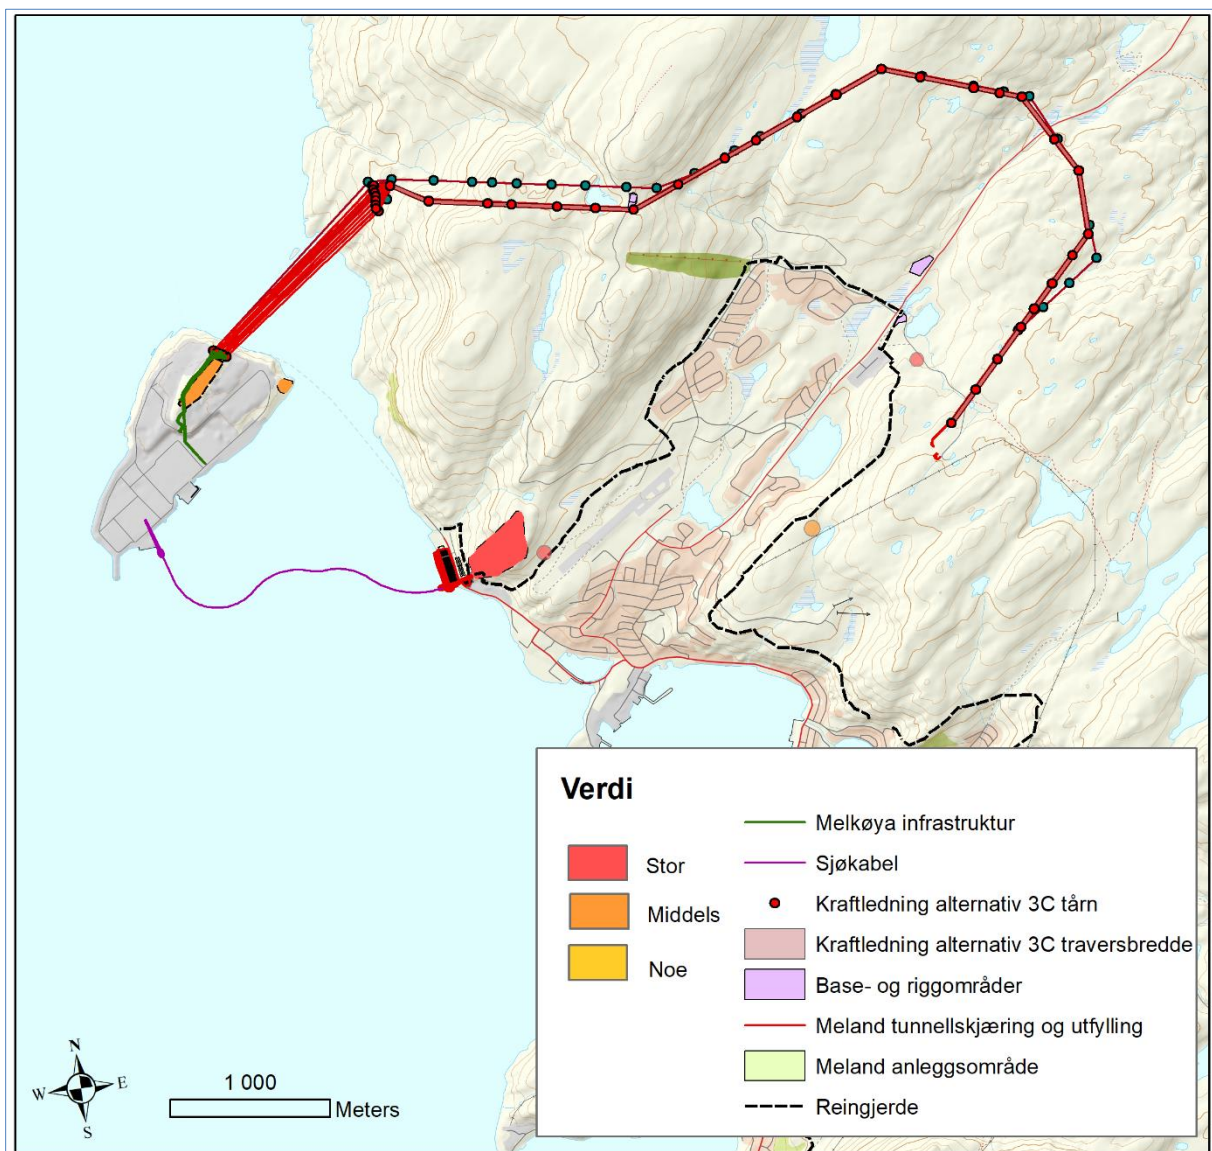 Verdi
Stor
Middels
Noe
Melkøya infrastruktur
Sjøkabel
Kraftledning alternativ 3C tårn
Kraftledning alternativ 3C traversbredde
Base- og riggområder
Meland tunnellskjæring og utfylling
Meland anleggsområde
Reingjerde
N
W
E
S
1 000
Meters